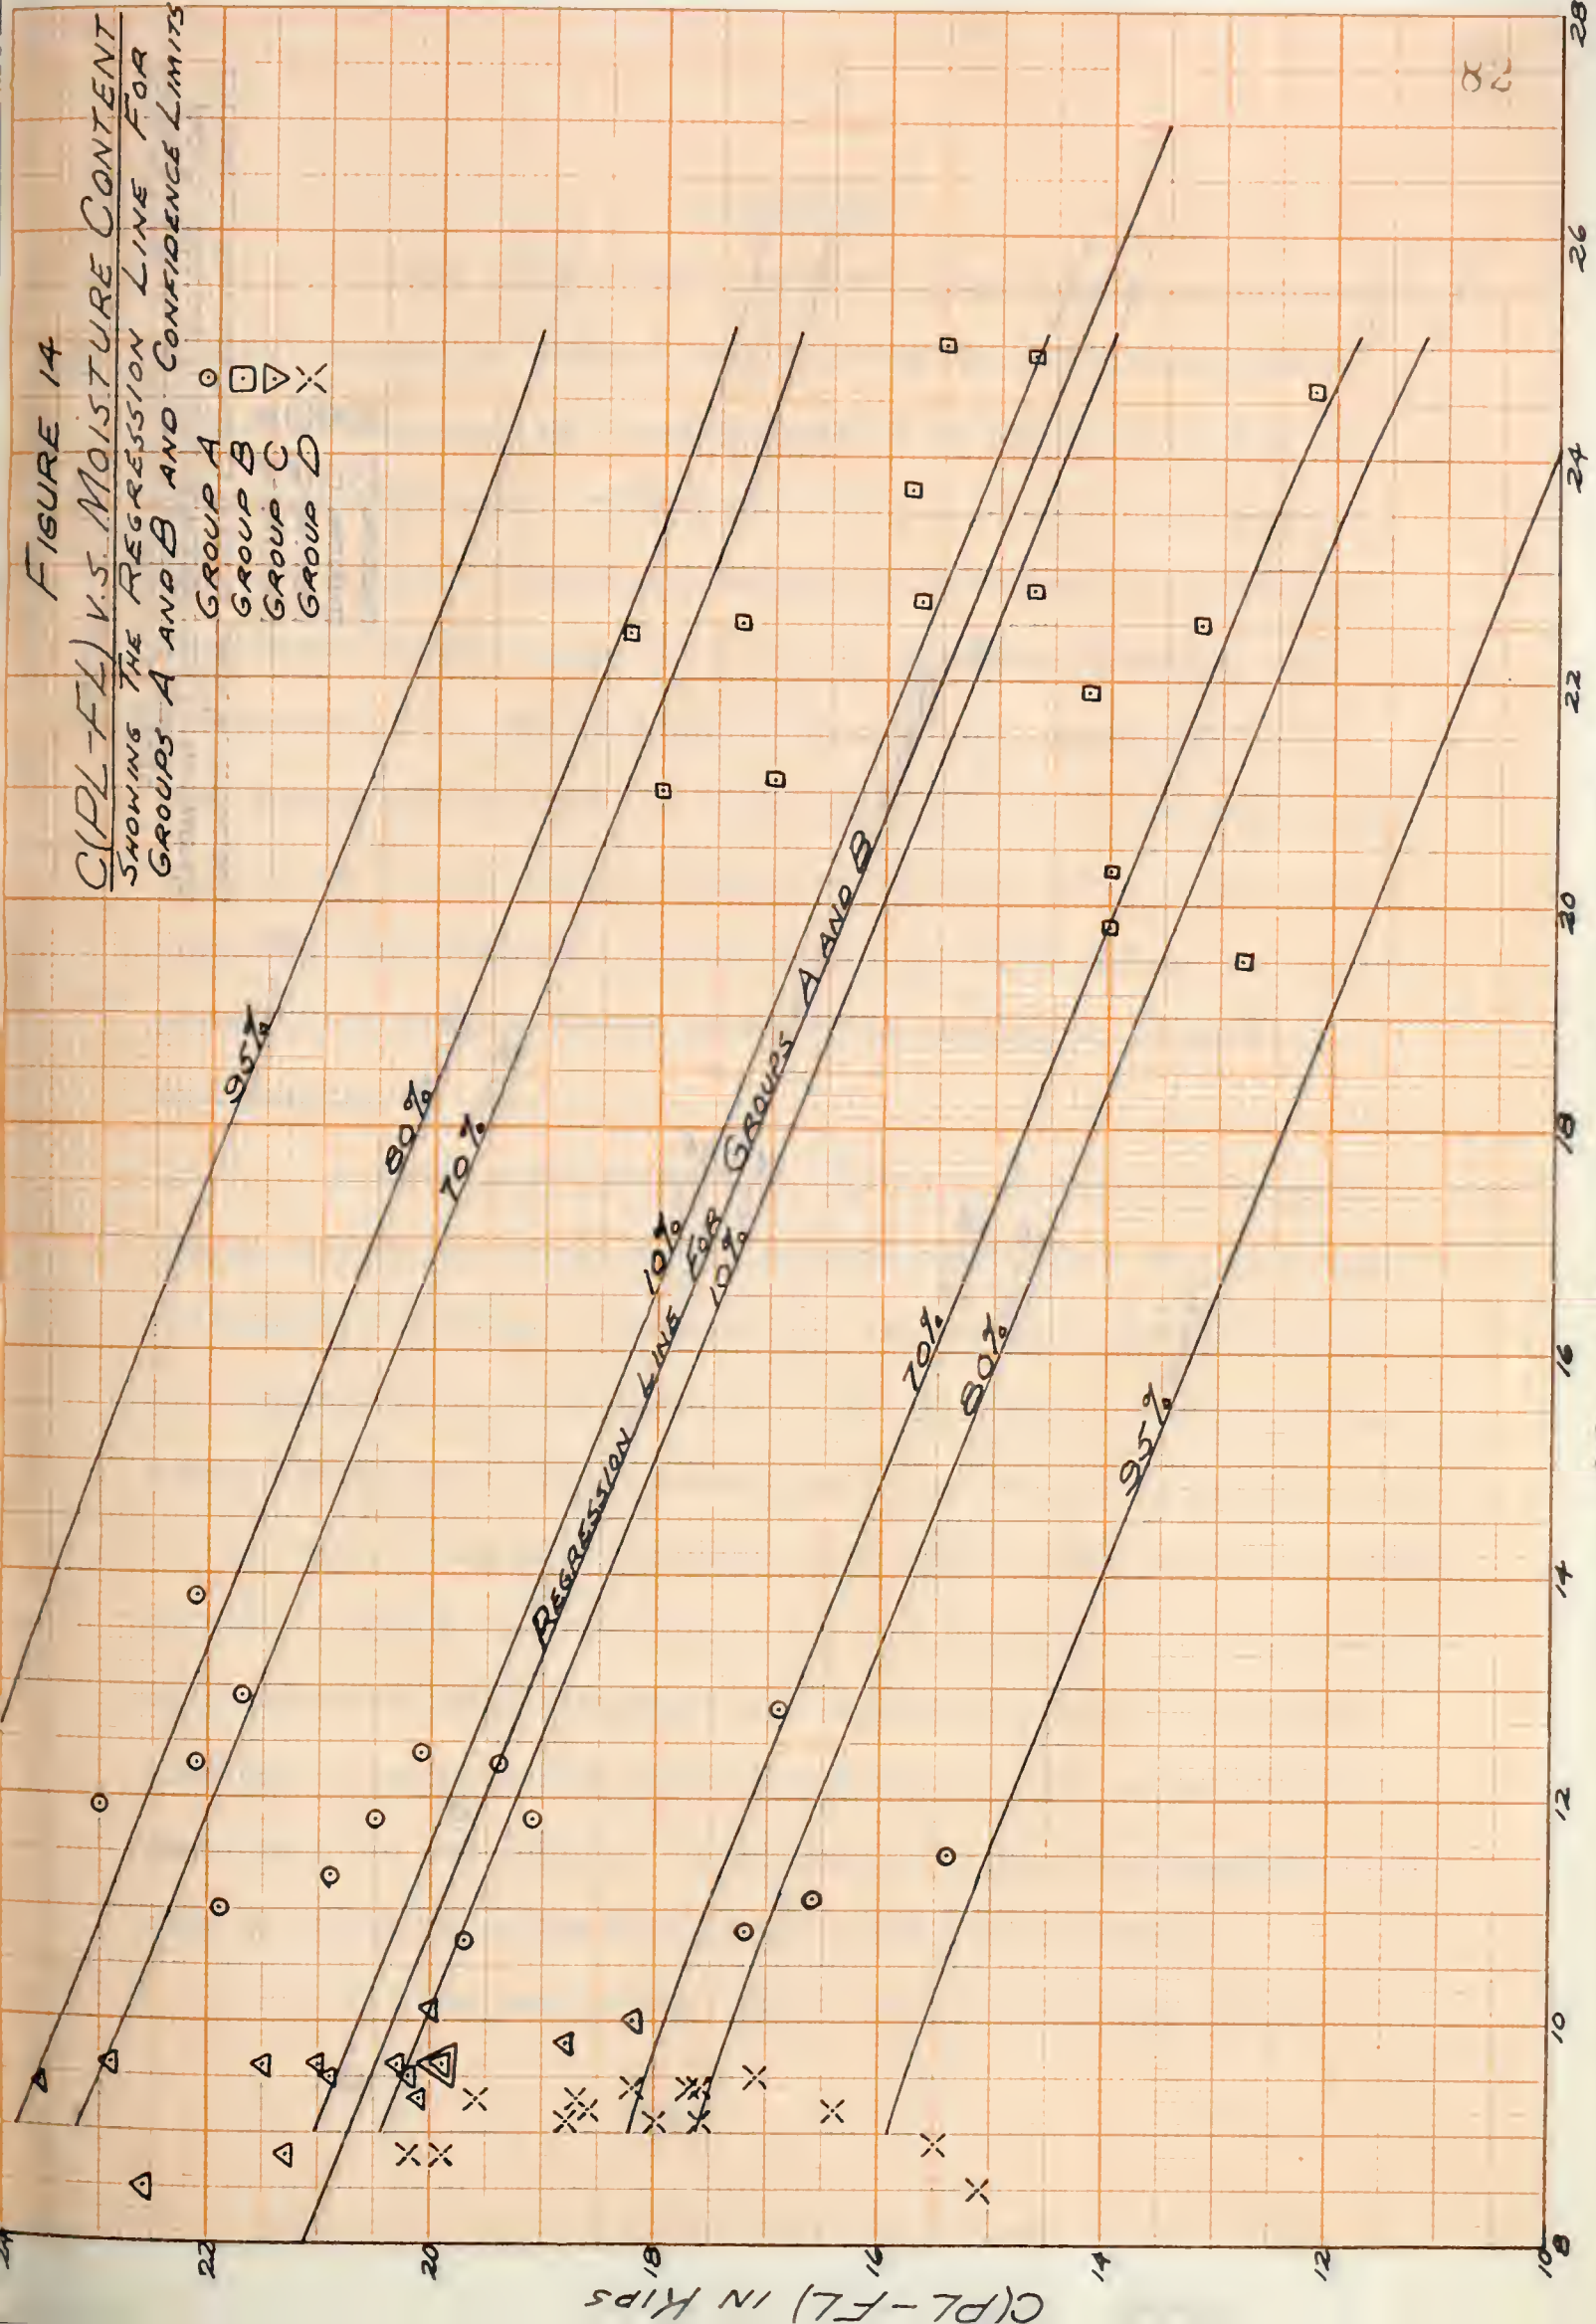 FIGURE 14
C(PL-FL) V.S. MOISTURE CONTENT
SHOWING THE REGRESSION LINE FOR
GROUPS A AND B AND CONFIDENCE LIMITS
GROUP A
GROUP B
GROUP C
GROUP D
95%
80%
70%
10%
REGRESSION LINE FOR GROUPS A AND B
10%
70%
80%
95%
C(PL-FL) IN KIPS
24
22
20
18
16
14
12
10
8
10
12
14
16
18
20
22
24
26
28
28